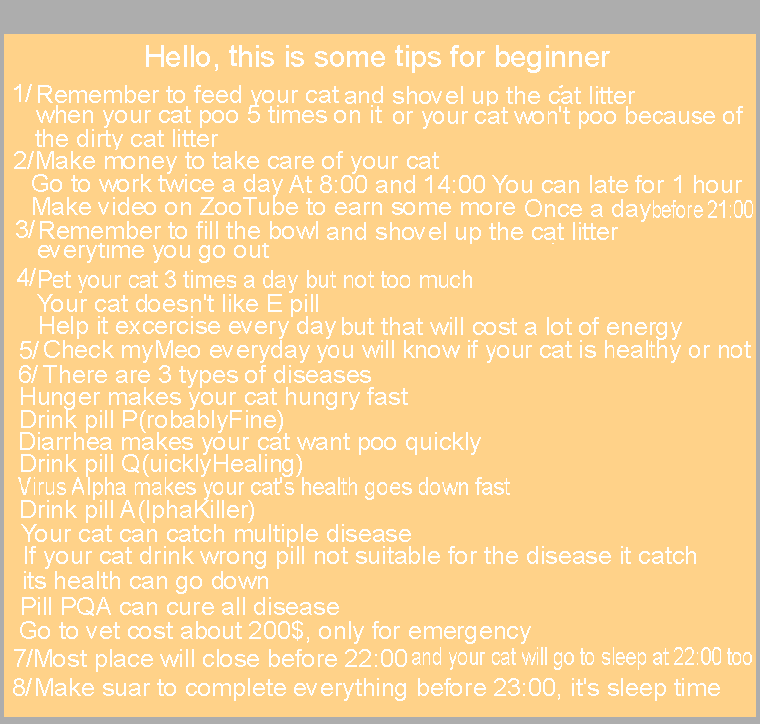 Hello, this is some tips for beginner
1/Remember to feed your cat and shovel up the cat litter
when your cat poo 5 times on it or your cat won't poo because of
the dirty cat litter
2/Make money to take care of your cat
Go to work twice a day At 8:00 and 14:00 You can late for 1 hour
Make video on ZooTube to earn some more Once a day before 21:00
3/Remember to fill the bowl and shovel up the cat litter
everytime you go out
4/Pet your cat 3 times a day but not too much
Your cat doesn't like E pill
Help it excercise every day but that will cost a lot of energy
5/Check myMeo everyday you will know if your cat is healthy or not
6/There are 3 types of diseases
Hunger makes your cat hungry fast
Drink pill P(robablyFine)
Diarrhea makes your cat want poo quickly
Drink pill Q(uicklyHealing)
Virus Alpha makes your cat's health goes down fast
Drink pill A(lphaKiller)
Your cat can catch multiple disease
If your cat drink wrong pill not suitable for the disease it catch
its health can go down
Pill PQA can cure all disease
Go to vet cost about 200$, only for emergency
7/Most place will close before 22:00 and your cat will go to sleep at 22:00 too
8/Make suar to complete everything before 23:00, it's sleep time